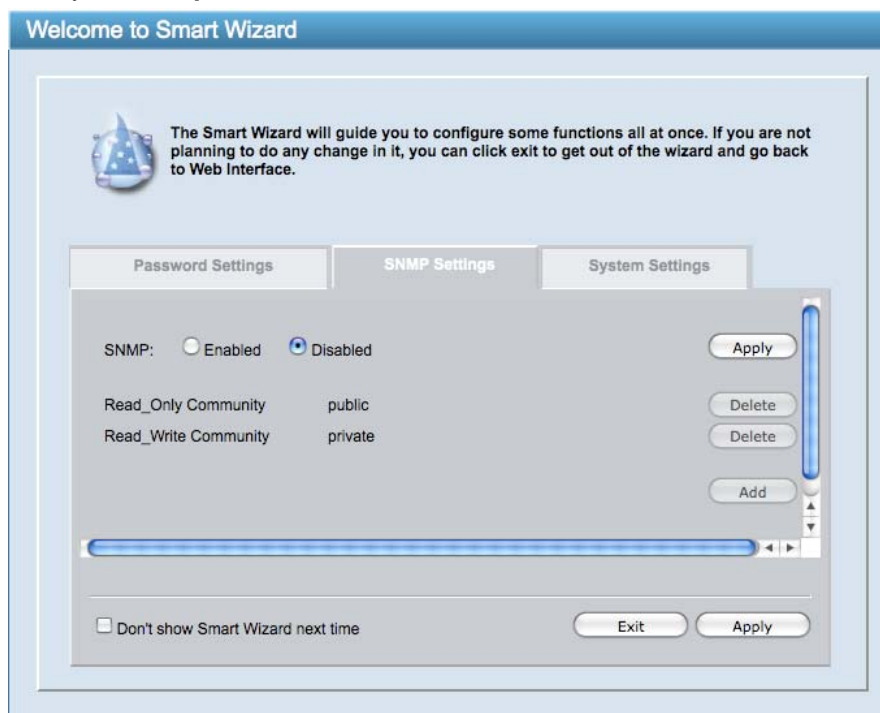 Welcome to Smart Wizard
The Smart Wizard will guide you to configure some functions all at once. If you are not
planning to do any change in it, you can click exit to get out of the wizard and go back
to Web Interface.
Password Settings SNMP Settings System Settings
SNMP: Enabled Disabled Apply
Read_Only Community public Delete
Read_Write Community private Delete
Add
Don't show Smart Wizard next time Exit Apply